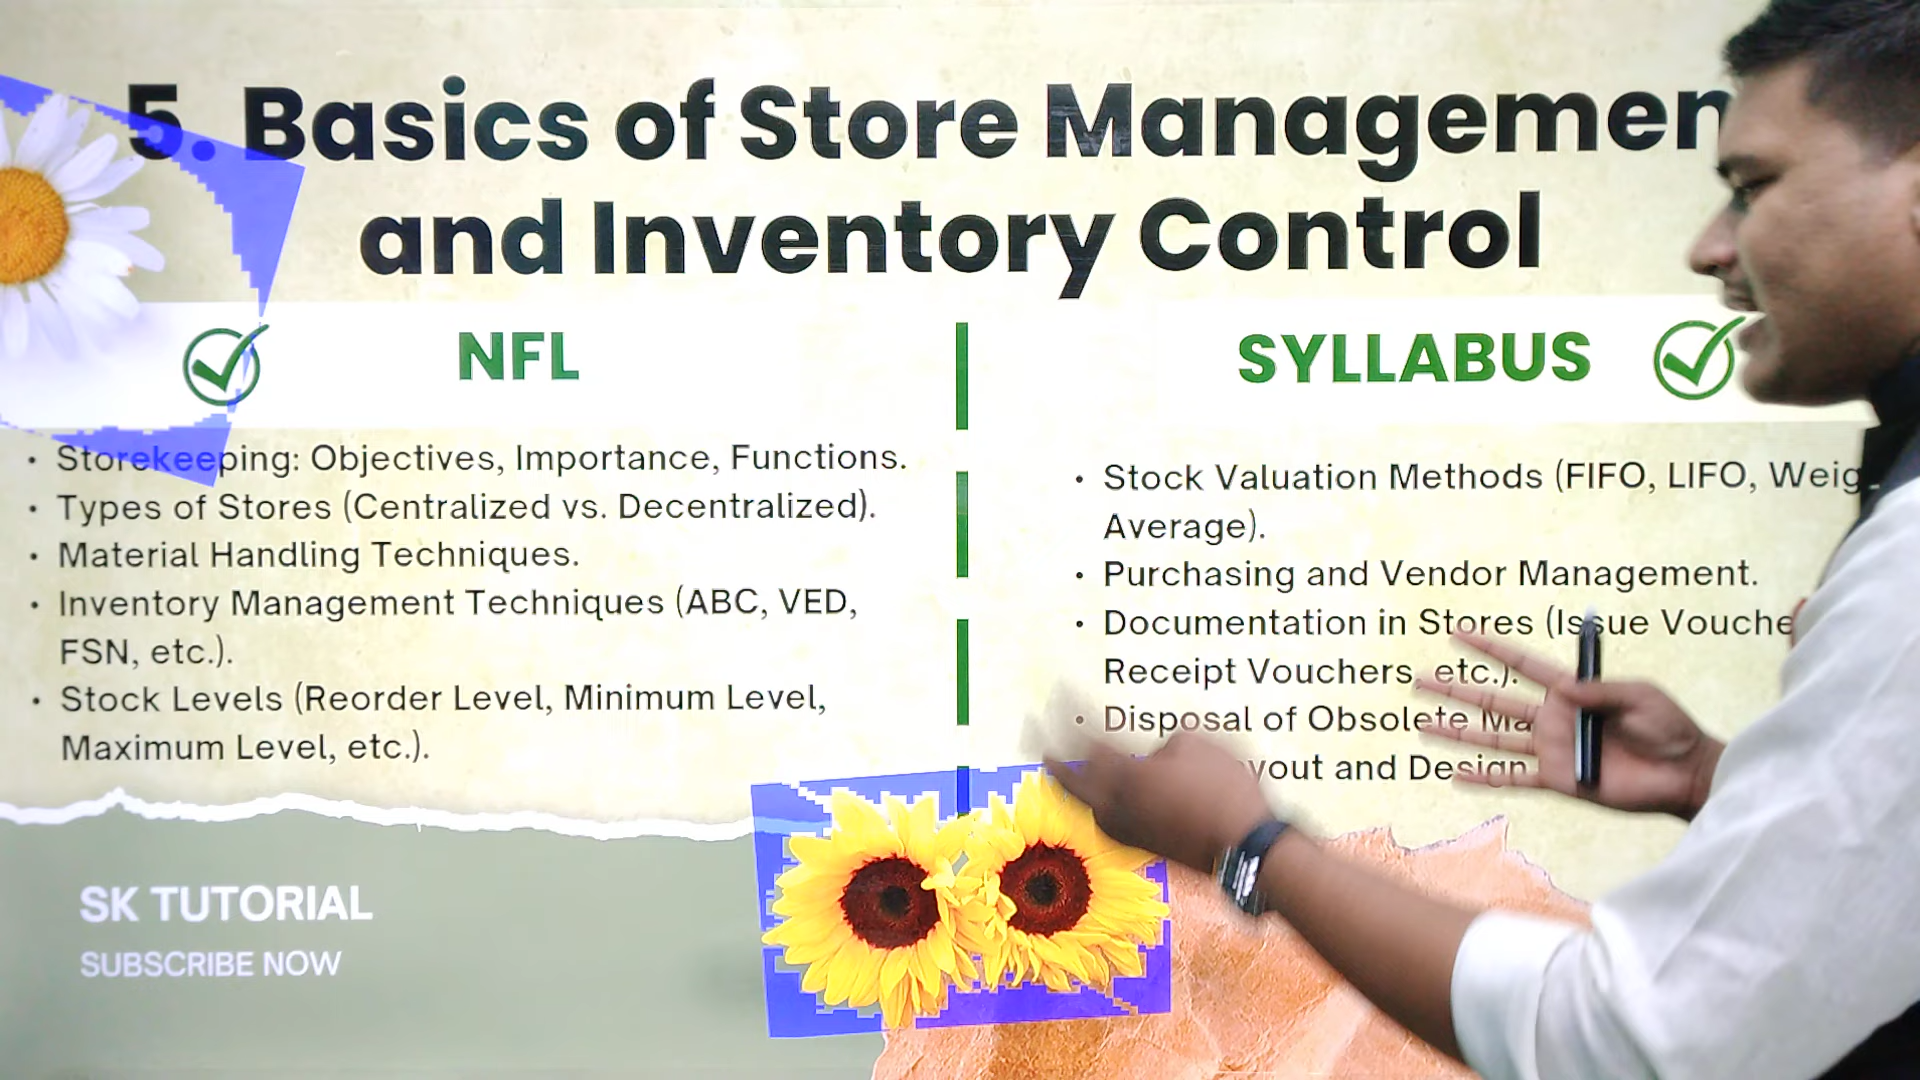 5. Basics of Store Managemen
and Inventory Control
NFL
SYLLABUS
• Storekeeping: Objectives, Importance, Functions.
• Types of Stores (Centralized vs. Decentralized).
• Material Handling Techniques.
• Inventory Management Techniques (ABC, VED,
FSN, etc.).
• Stock Levels (Reorder Level, Minimum Level,
Maximum Level, etc.).
• Stock Valuation Methods (FIFO, LIFO, Weig
Average).
• Purchasing and Vendor Management.
• Documentation in Stores (Issue Vouche
Receipt Vouchers, etc.).
• Disposal of Obsolete Ma
yout and Design
SK TUTORIAL
SUBSCRIBE NOW